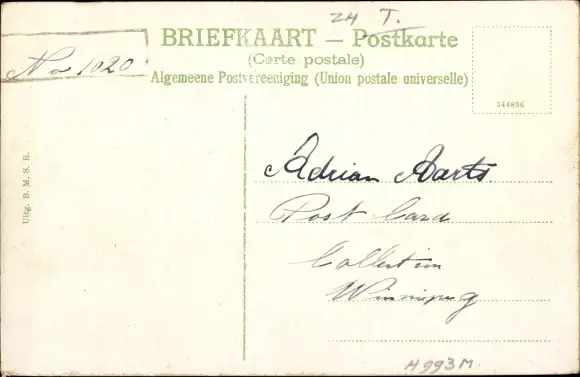 24 T.
BRIEFKAART — Postkarte
(Carte postale)
Algemeene Postvereeniging (Union postale universelle)
No 1020
344886
Uitg. B. M. S. R.
Adrian Aarts.
Post Card
Collection
Winnipeg
H993M.